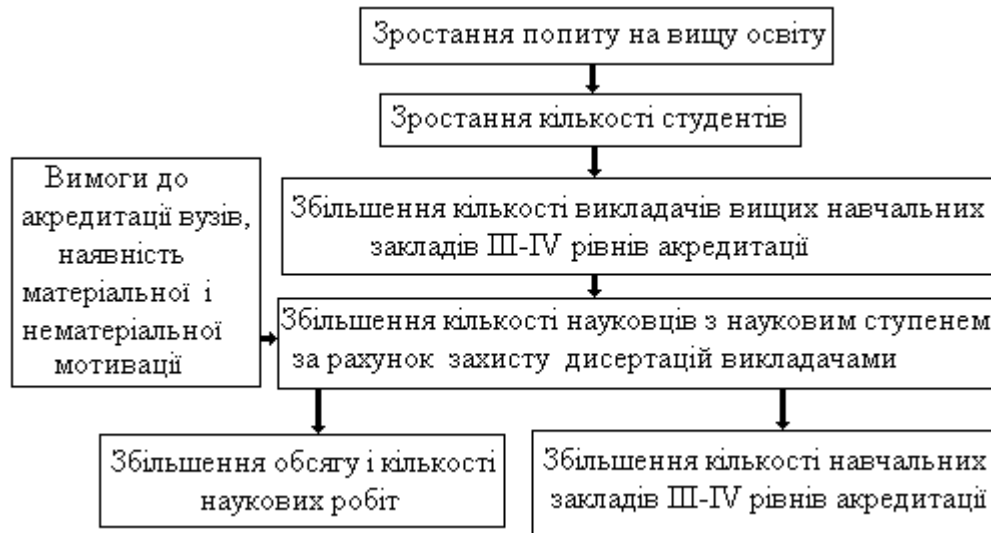 Зростання попиту на вищу освіту
Зростання кількості студентів
Вимоги до
акредитації вузів,
наявність
матеріальної і
нематеріальної
мотивації
Збільшення кількості викладачів вищих навчальних
закладів III-IV рівнів акредитації
Збільшення кількості науковців з науковим ступенем
за рахунок захисту дисертацій викладачами
Збільшення обсягу і кількості
наукових робіт
Збільшення кількості навчальних
закладів III-IV рівнів акредитації